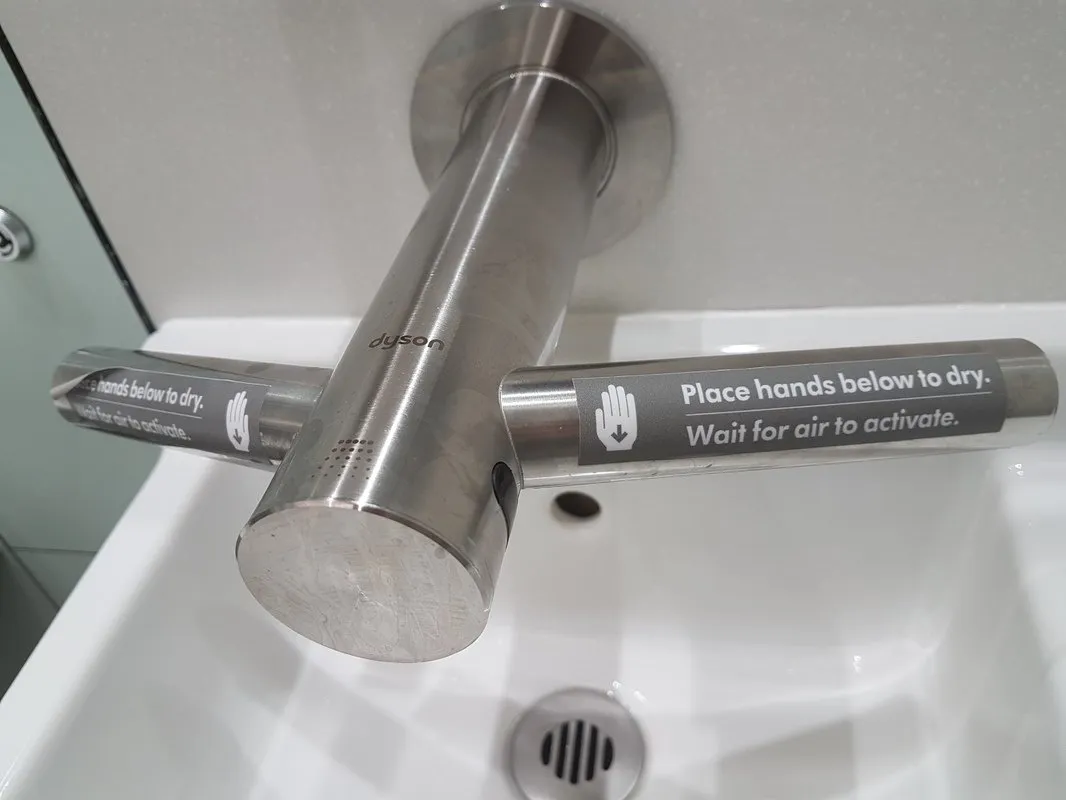 dyson
hands below to dry.
Wait for air to activate.
Place hands below to dry.
Wait for air to activate.